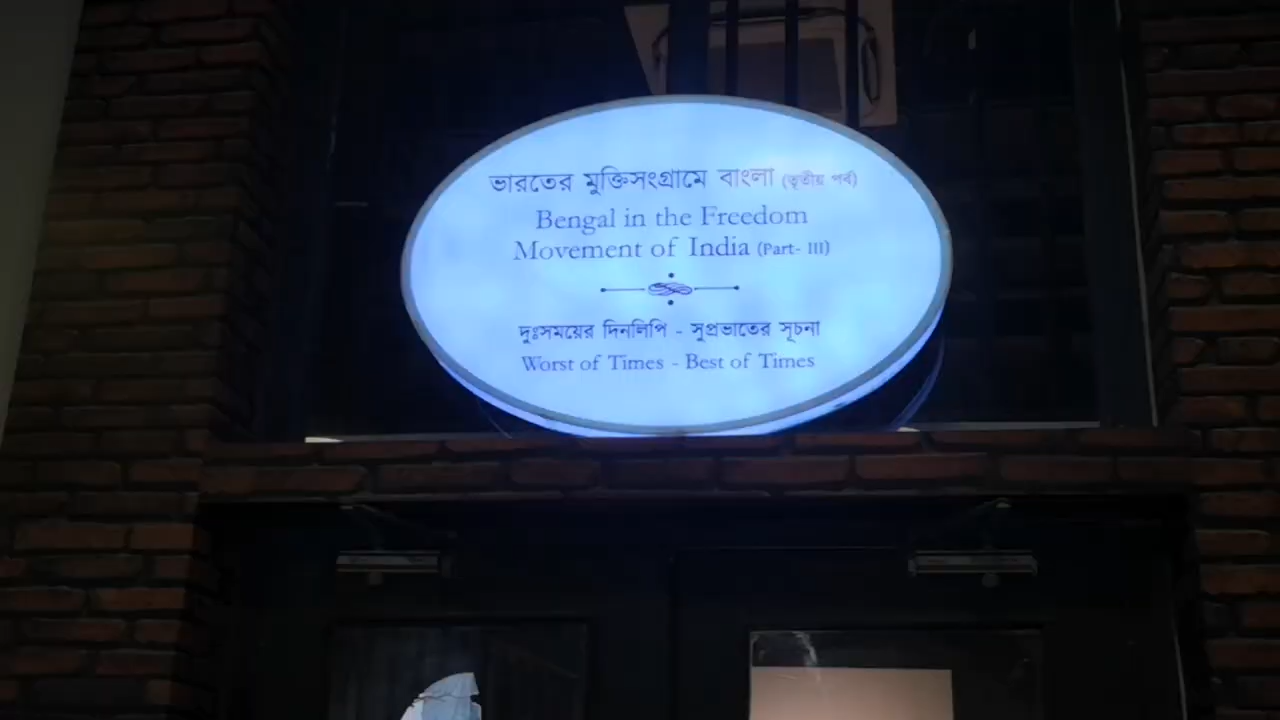 ভারতের মুক্তিসংগ্রামে বাংলা (তৃতীয় পর্ব)
Bengal in the Freedom
Movement of India (Part- III)
দুঃসময়ের দিনলিপি - সুপ্রভাতের সূচনা
Worst of Times - Best of Times